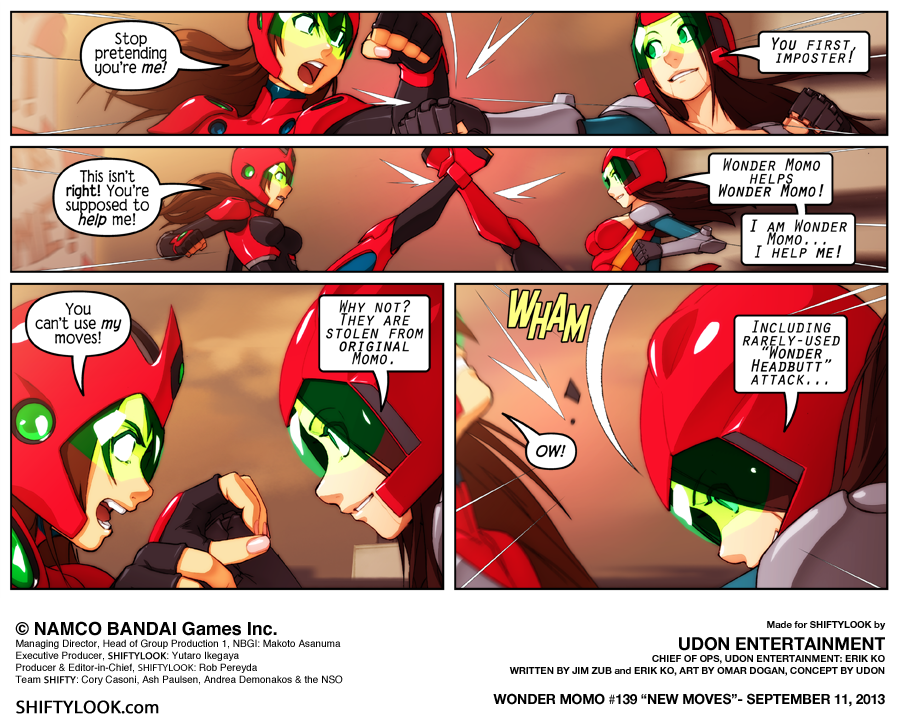 Stop
pretending
you're me!
You first,
imposter!
This isn't
right! You're
supposed to
help me!
Wonder Momo
helps
Wonder Momo!
I am Wonder
Momo...
I help me!
You
can't use my
moves!
Why not?
They are
stolen from
original
Momo.
WHAM
OW!
Including
rarely-used
"Wonder
Headbutt"
attack...
© NAMCO BANDAI Games Inc.
Managing Director, Head of Group Production 1, NBGI: Makoto Asanuma
Executive Producer, SHIFTYLOOK: Yutaro Ikegaya
Producer & Editor-in-Chief, SHIFTYLOOK: Rob Pereyda
Team SHIFTY: Cory Casoni, Ash Paulsen, Andrea Demonakos & the NSO
SHIFTYLOOK.com
Made for SHIFTYLOOK by
UDON ENTERTAINMENT
CHIEF OF OPS, UDON ENTERTAINMENT: ERIK KO
WRITTEN BY JIM ZUB and ERIK KO, ART BY OMAR DOGAN, CONCEPT BY UDON
WONDER MOMO #139 "NEW MOVES"- SEPTEMBER 11, 2013